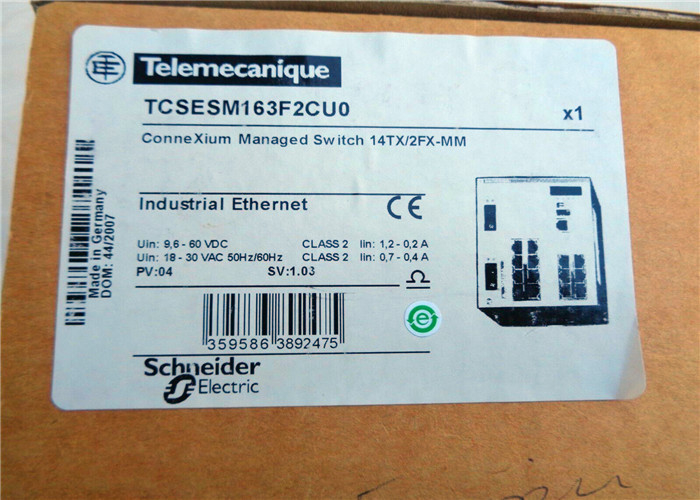 Telemecanique
TCSESM163F2CU0
x1
ConneXium Managed Switch 14TX/2FX-MM
Industrial Ethernet
CE
Uin: 9,6 - 60 VDC CLASS 2 Iin: 1,2 - 0,2 A
Uin: 18 - 30 VAC 50Hz/60Hz CLASS 2 Iin: 0,7 - 0,4 A
PV:04 SV:1.03
Made in Germany
DOM: 44/2007
3595863892475
Schneider
Electric